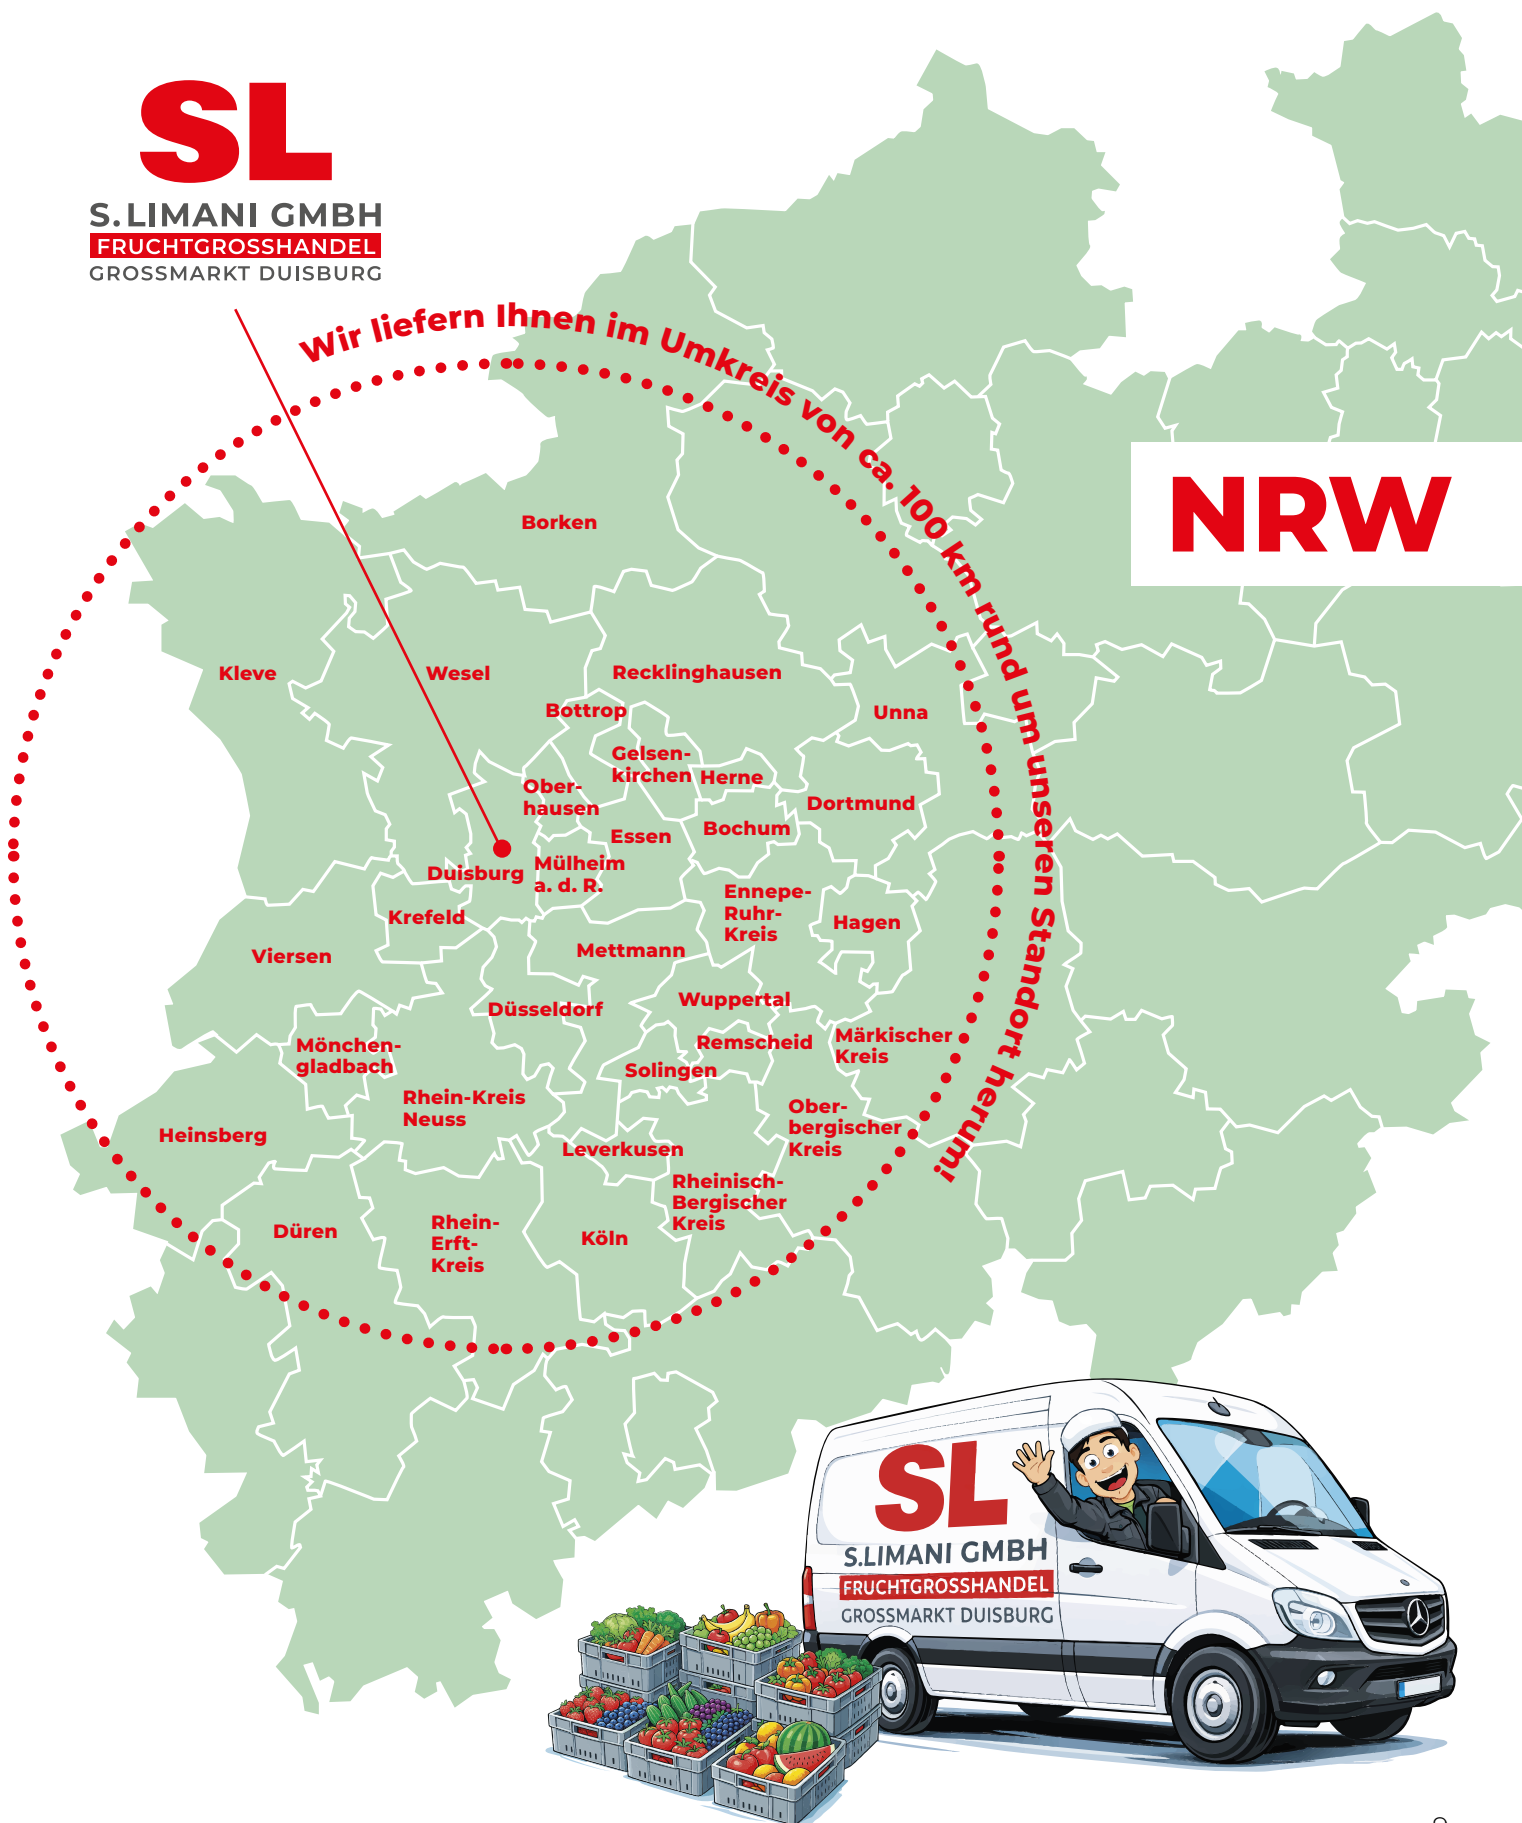 SL
S.LIMANI GMBH
FRUCHTGROSSHANDEL
GROSSMARKT DUISBURG
Wir liefern Ihnen im Umkreis von ca. 100 km rund um unseren Standort herum!
NRW
Borken
Kleve
Wesel
Recklinghausen
Bottrop
Unna
Gelsen-
kirchen
Herne
Ober-
hausen
Dortmund
Essen
Bochum
Duisburg
Mülheim
a. d. R.
Krefeld
Ennepe-
Ruhr-
Kreis
Hagen
Viersen
Mettmann
Düsseldorf
Wuppertal
Mönchen-
gladbach
Remscheid
Märkischer
Kreis
Solingen
Rhein-Kreis
Neuss
Ober-
bergischer
Kreis
Heinsberg
Leverkusen
Rheinisch-
Bergischer
Kreis
Düren
Rhein-
Erft-
Kreis
Köln
SL
S.LIMANI GMBH
FRUCHTGROSSHANDEL
GROSSMARKT DUISBURG